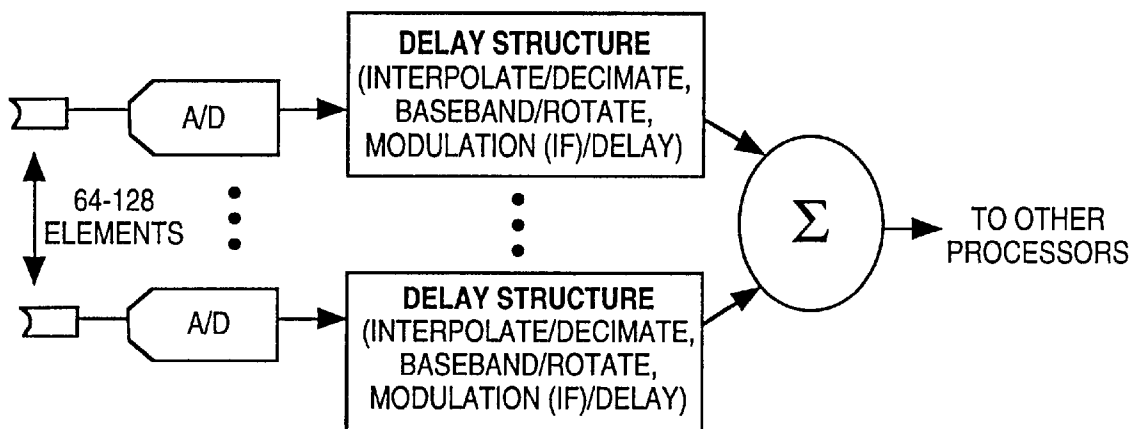 DELAY STRUCTURE
(INTERPOLATE/DECIMATE,
BASEBAND/ROTATE,
MODULATION (IF)/DELAY)
A/D
64-128
ELEMENTS
Σ
TO OTHER
PROCESSORS
A/D
DELAY STRUCTURE
(INTERPOLATE/DECIMATE,
BASEBAND/ROTATE,
MODULATION (IF)/DELAY)